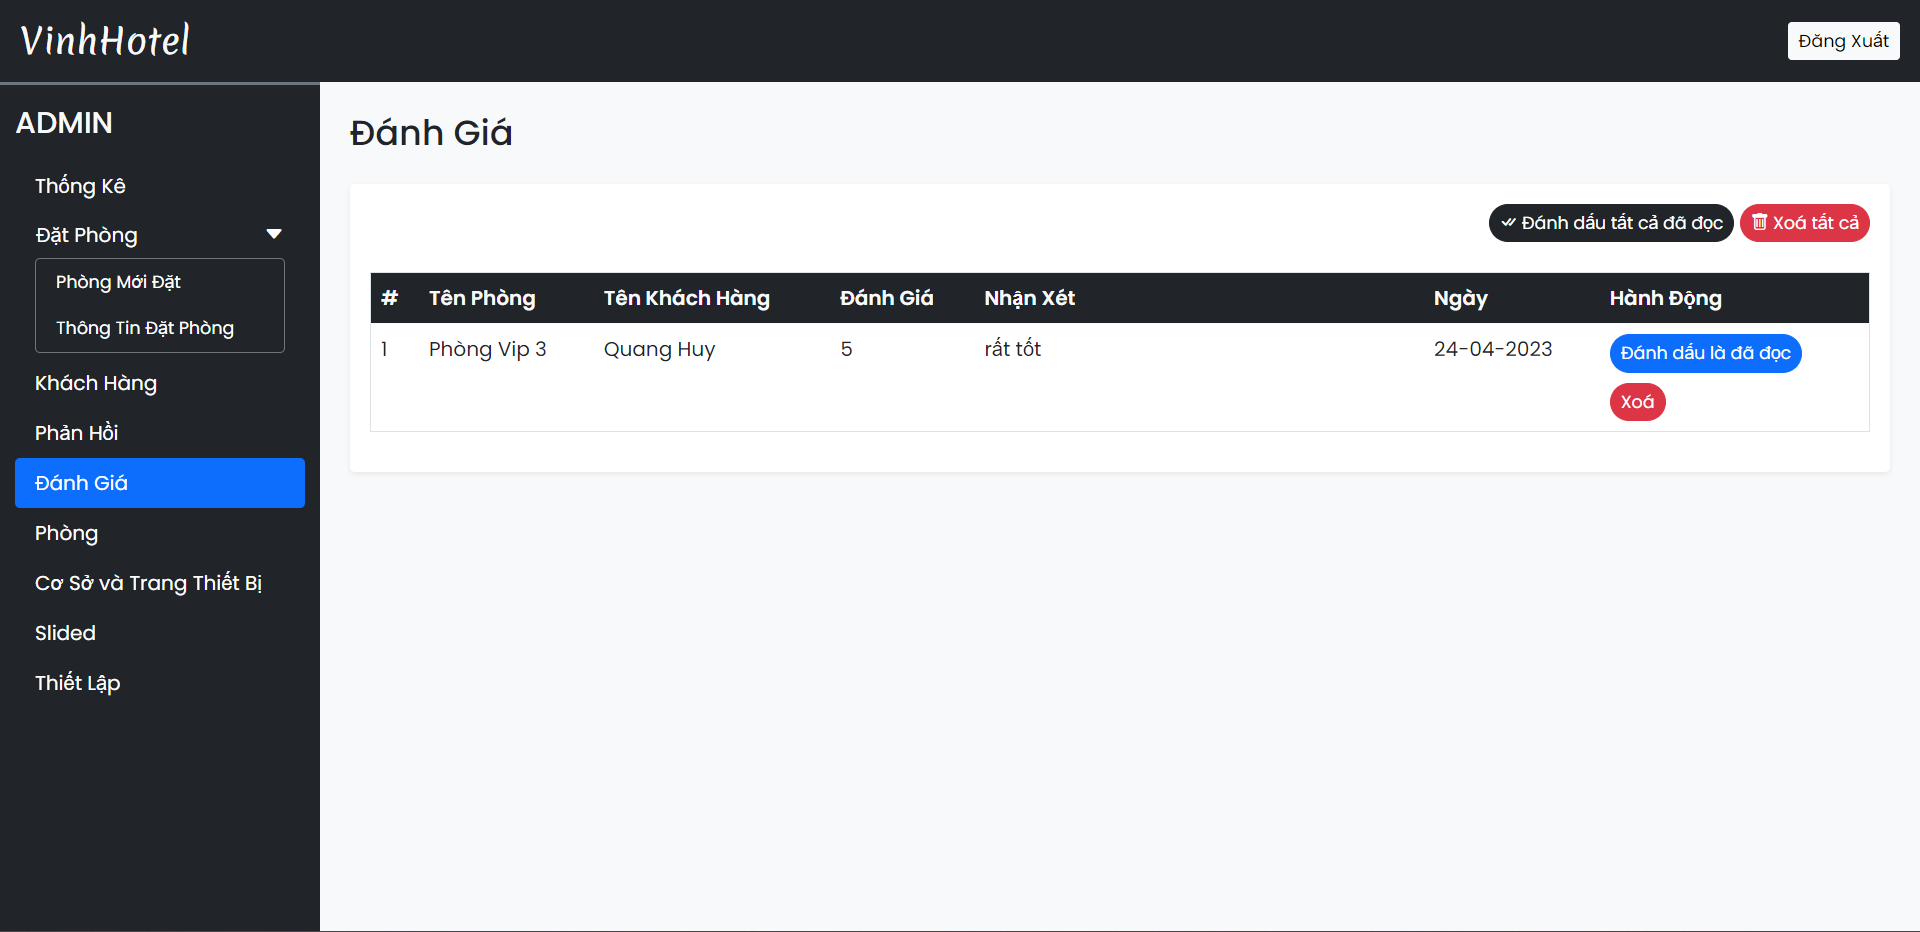 VinhHotel
Đăng Xuất
ADMIN
Thống Kê
Đặt Phòng
Phòng Mới Đặt
Thông Tin Đặt Phòng
Khách Hàng
Phản Hồi
Đánh Giá
Phòng
Cơ Sở và Trang Thiết Bị
Slided
Thiết Lập
Đánh Giá
Đánh dấu tất cả đã đọc Xoá tất cả
# Tên Phòng Tên Khách Hàng Đánh Giá Nhận Xét Ngày Hành Động
1 Phòng Vip 3 Quang Huy 5 rất tốt 24-04-2023 Đánh dấu là đã đọc
Xoá